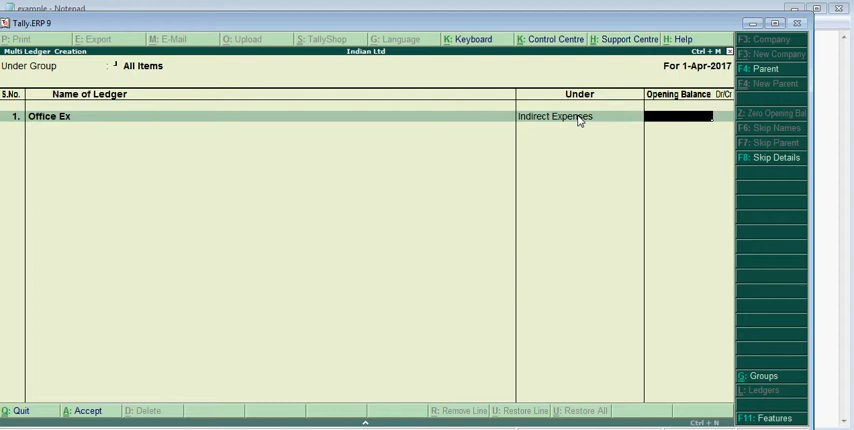 example - Notepad
Tally.ERP 9
P: Print E: Export M: E-Mail O: Upload S: TallyShop G: Language K: Keyboard K: Control Centre H: Support Centre H: Help
F3: Company
Multi Ledger Creation Indian Ltd Ctrl + M
F3: New Company
Under Group : ┘ All Items For 1-Apr-2017
F4: Parent
F4: New Parent
S.No. Name of Ledger Under Opening Balance Dr/Cr
Z: Zero Opening Bal
1. Office Ex Indirect Expenses
F6: Skip Names
F7: Skip Parent
F8: Skip Details
G: Groups
L: Ledgers
Q: Quit A: Accept D: Delete R: Remove Line U: Restore Line U: Restore All
F11: Features
Ctrl + N